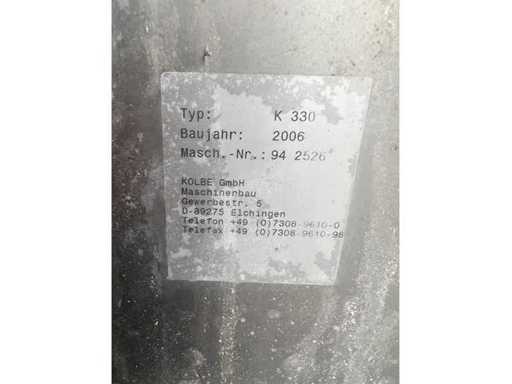 Typ: K 330
Baujahr: 2006
Masch.-Nr.: 94 2526
KOLBE GmbH
Maschinenbau
Gewerbestr. 5
D-89275 Elchingen
Telefon +49 (0)7308-9610-0
Telefax +49 (0)7308-9610-98